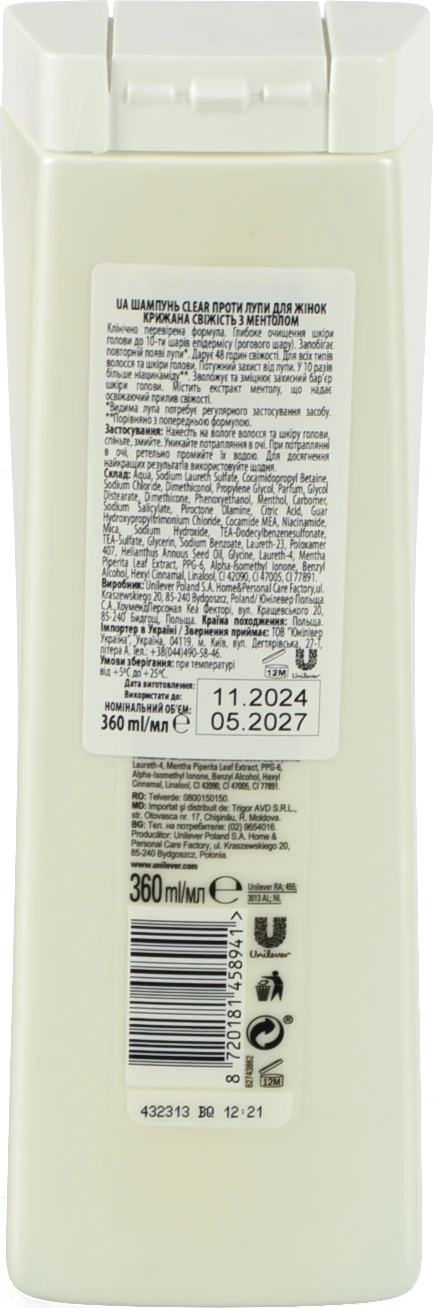 UA ШАМПУНЬ CLEAR ПРОТИ ЛУПИ ДЛЯ ЖІНОК
КРИЖАНА СВІЖІСТЬ З МЕНТОЛОМ
Клінічно перевірена формула. Глибоке очищення шкіри
голови до 10-ти шарів епідермісу (рогового шару). Запобігає
повторній появі лупи*. Дарує 48 годин свіжості. Для всіх типів
волосся та шкіри голови. Потужний захист від лупи. У 10 разів
більше ніацинаміду**. Зволожує та зміцнює захисний бар'єр
шкіри голови. Містить екстракт ментолу, що надає
освіжаючий приплив свіжості.
*Видима лупа потребує регулярного застосування засобу.
**Порівняно з попередньою формулою.
Застосування: Нанесіть на вологе волосся та шкіру голови,
спіньте, змийте. Уникайте потрапляння в очі. При потраплянні
в очі, ретельно промийте їх водою. Для досягнення
найкращих результатів використовуйте щодня.
Склад: Aqua, Sodium Laureth Sulfate, Cocamidopropyl Betaine,
Sodium Chloride, Dimethiconol, Propylene Glycol, Parfum, Glycol
Distearate, Dimethicone, Phenoxyethanol, Menthol, Carbomer,
Sodium Salicylate, Piroctone Olamine, Citric Acid, Guar
Hydroxypropyltrimonium Chloride, Cocamide MEA, Niacinamide,
Mica, Sodium Hydroxide, TEA-Dodecylbenzenesulfonate,
TEA-Sulfate, Glycerin, Sodium Benzoate, Laureth-23, Poloxamer
407, Helianthus Annuus Seed Oil, Glycine, Laureth-4, Mentha
Piperita Leaf Extract, PPG-6, Alpha-Isomethyl Ionone, Benzyl
Alcohol, Hexyl Cinnamal, Linalool, CI 42090, CI 47005, CI 77891.
Виробник: Unilever Poland S.A. Home&Personal Care Factory,ul.
Kraszewskiego 20, 85-240 Bydgoszcz, Poland/ Юнілевер Польща
С.А.,ХоумендПерсонал Кеа Фекторі, вул. Кращевського 20,
85-240 Бидгощ, Польща. Країна походження: Польща.
Імпортер в Україні / Звернення приймає: ТОВ "Юнілівер
Україна", Україна, 04119, м. Київ, вул. Дегтярівська, 27-Т,
літера А Тел.: +38(044)490-58-46.
Умови зберігання: при температурі
від +5°С до +25°С.
12M
Unilever
Дата виготовлення:
Використати до:
11.2024
05.2027
НОМІНАЛЬНИЙ ОБ'ЄМ:
360 ml/мл ℮
Laureth-4, Mentha Piperita Leaf Extract, PPG-6,
Alpha-Isomethyl Ionone, Benzyl Alcohol, Hexyl
Cinnamal, Linalool, CI 42090, CI 47005, CI 77891.
RO: Telverde: 0800150150.
MD: Importat şi distribuit de: Trigor AVD S.R.L.,
str. Otovasca nr. 17, Chişinău, R. Moldova.
BG: Тел. на потребителя: (02) 9654016.
Producător: Unilever Poland S.A. Home &
Personal Care Factory, ul. Kraszewskiego 20,
85-240 Bydgoszcz, Polonia.
www.unilever.com
360 ml/мл ℮
Unilever RA; 455;
3013 AL; NL
8 720181 458941>
Unilever
®
82743862
12M
432313 BQ 12:21